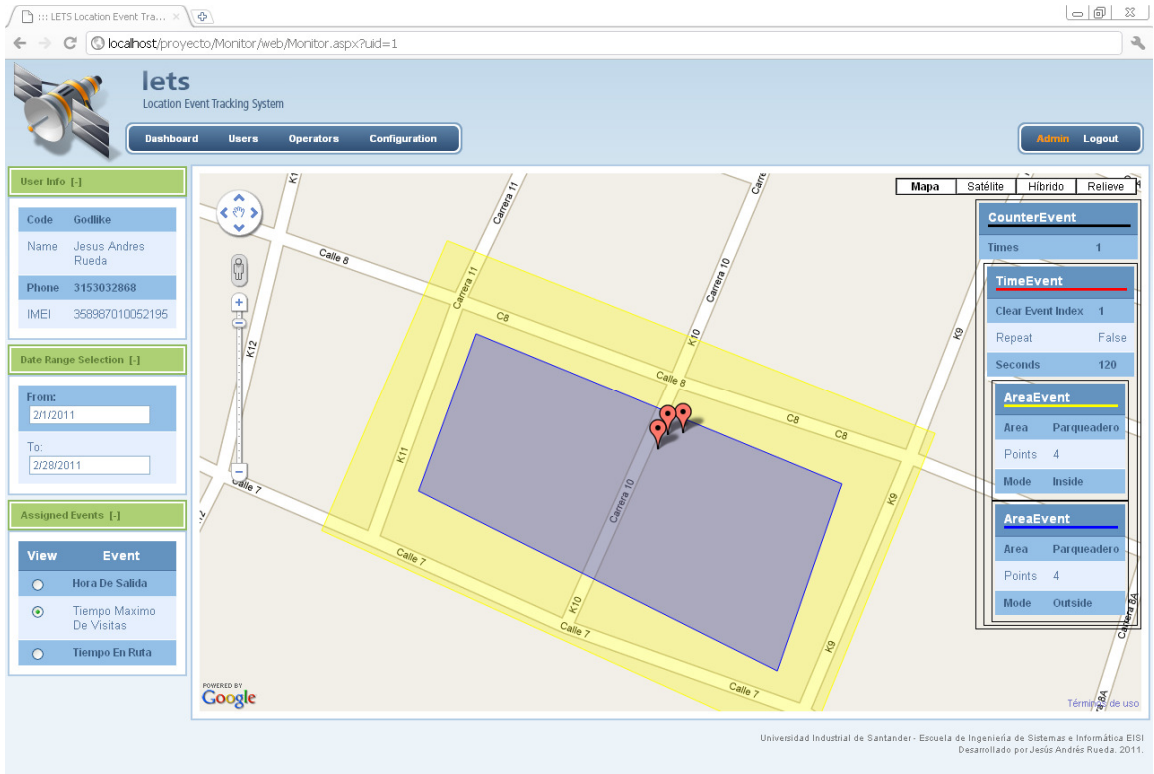 ::: LETS Location Event Tra...
localhost/proyecto/Monitor/web/Monitor.aspx?uid=1
lets
Location Event Tracking System
Dashboard Users Operators Configuration
Admin Logout
User Info [-]
Code Godlike
Name Jesus Andres
Rueda
Phone 3153032868
IMEI 358987010052195
Date Range Selection [-]
From:
2/1/2011
To:
2/28/2011
Assigned Events [-]
View Event
Hora De Salida
Tiempo Maximo
De Visitas
Tiempo En Ruta
Mapa Satélite Híbrido Relieve
K1
Carrera 11
Calle 8
Carrera 11
C8
K12
Carrera 10
K10
Calle 8
C8
C8
K9
K11
Carrera 10
K9
Calle 7
Calle 7
K10
Calle 7
K9
Calle 7
Carrera 8A
CounterEvent
Times 1
TimeEvent
Clear Event Index 1
Repeat False
Seconds 120
AreaEvent
Area Parqueadero
Points 4
Mode Inside
AreaEvent
Area Parqueadero
Points 4
Mode Outside
POWERED BY
Google
Términos de uso
Universidad Industrial de Santander - Escuela de Ingeniería de Sistemas e Informática EISI
Desarrollado por Jesús Andrés Rueda. 2011.